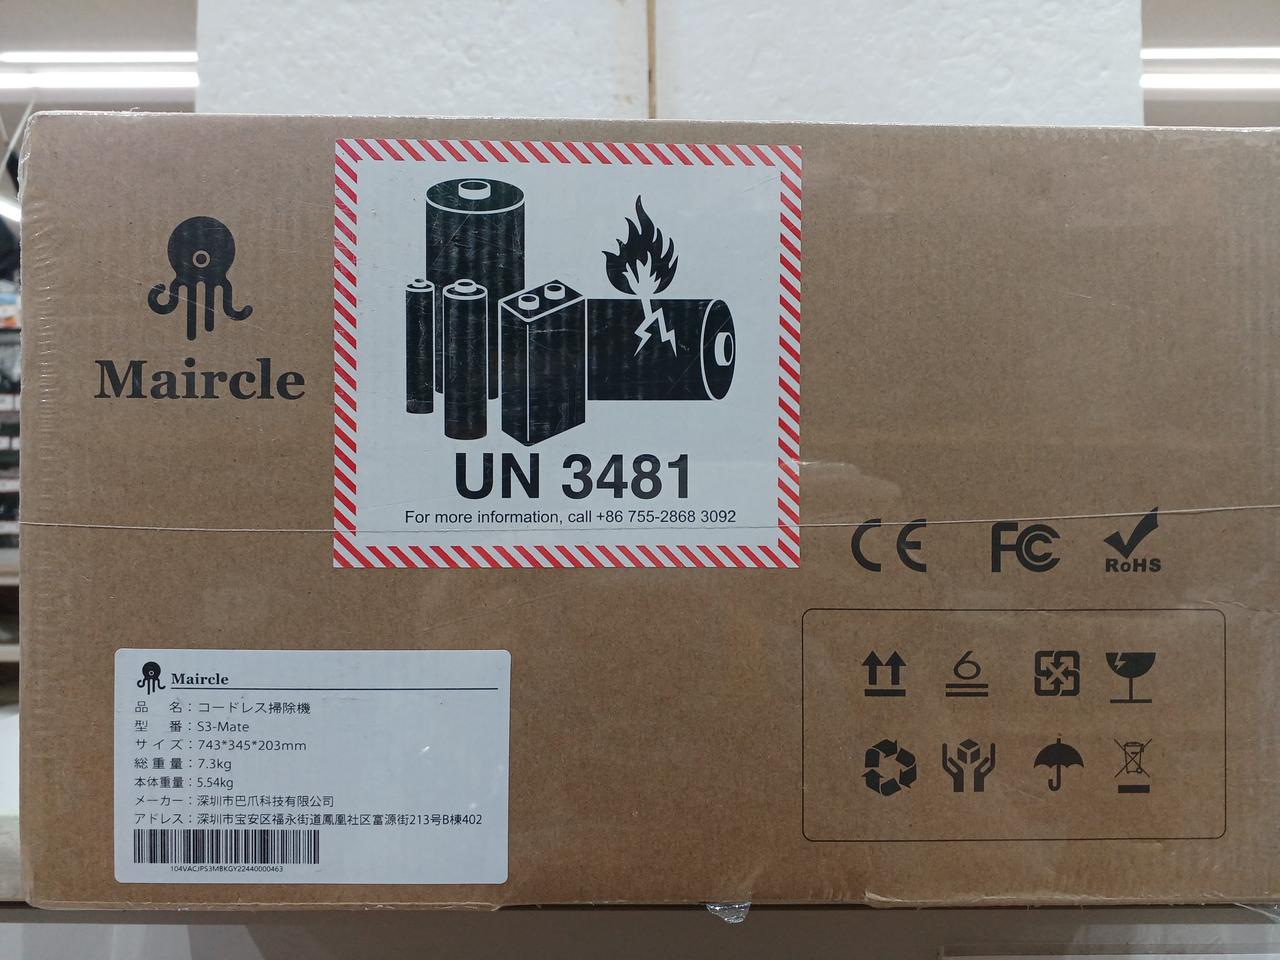 Maircle
UN 3481
For more information, call +86 755-2868 3092
CE FC RoHS
6
Maircle
品 名：コードレス掃除機
型 番：S3-Mate
サイズ：743*345*203mm
総重量：7.3kg
本体重量：5.54kg
メーカー：深圳市巴爪科技有限公司
アドレス：深圳市宝安区福永街道鳳凰社区富源街213号B棟402
104VACJPS3MBKGY22440000463